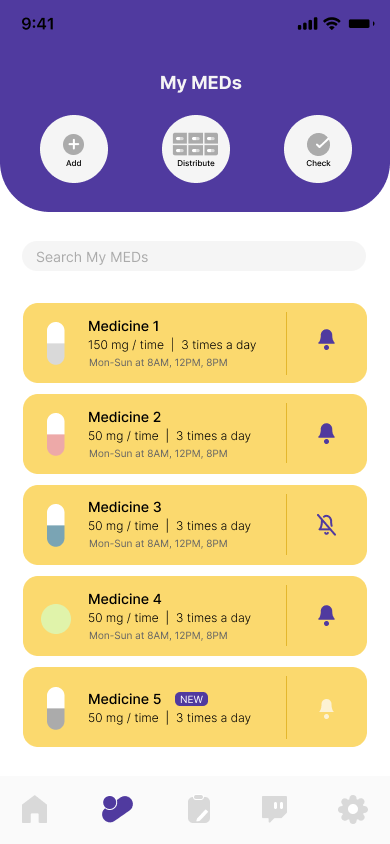 9:41
My MEDs
Add
Distribute
Check
Search My MEDs
Medicine 1
150 mg / time | 3 times a day
Mon-Sun at 8AM, 12PM, 8PM
Medicine 2
50 mg / time | 3 times a day
Mon-Sun at 8AM, 12PM, 8PM
Medicine 3
50 mg / time | 3 times a day
Mon-Sun at 8AM, 12PM, 8PM
Medicine 4
50 mg / time | 3 times a day
Mon-Sun at 8AM, 12PM, 8PM
Medicine 5 NEW
50 mg / time | 3 times a day